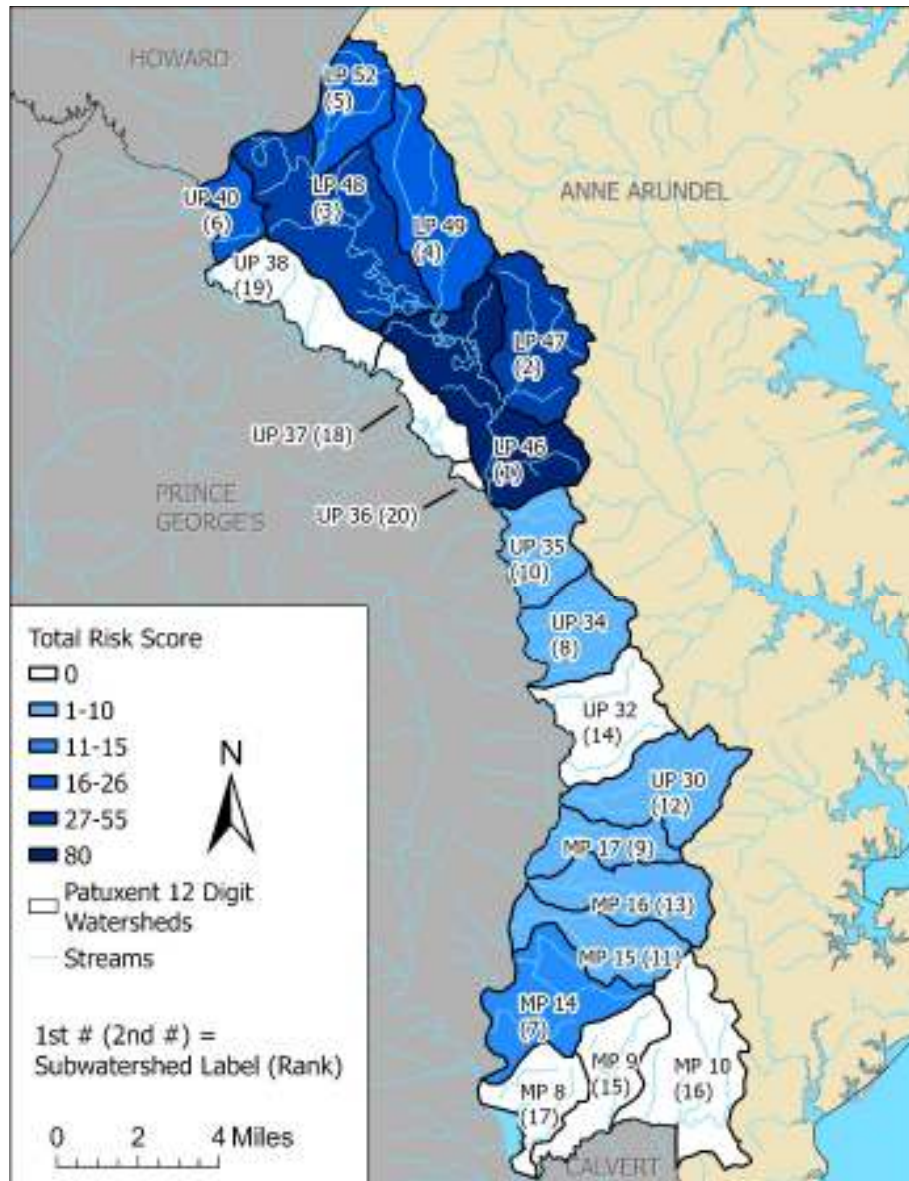 HOWARD
LP 52
(5)
UP 40
(6)
LP 48
(3)
LP 49
(4)
ANNE ARUNDEL
UP 38
(19)
LP 47
(2)
UP 37 (18)
LP 46
(1)
PRINCE
GEORGE'S
UP 36 (20)
UP 35
(10)
UP 34
(8)
UP 32
(14)
UP 30
(12)
MP 17 (9)
MP 16 (13)
MP 15 (11)
MP 14
(7)
MP 9
(15)
MP 10
(16)
MP 8
(17)
CALVERT
Total Risk Score
0
1-10
11-15
16-26
27-55
80
Patuxent 12 Digit
Watersheds
Streams
N
1st # (2nd #) =
Subwatershed Label (Rank)
0 2 4 Miles